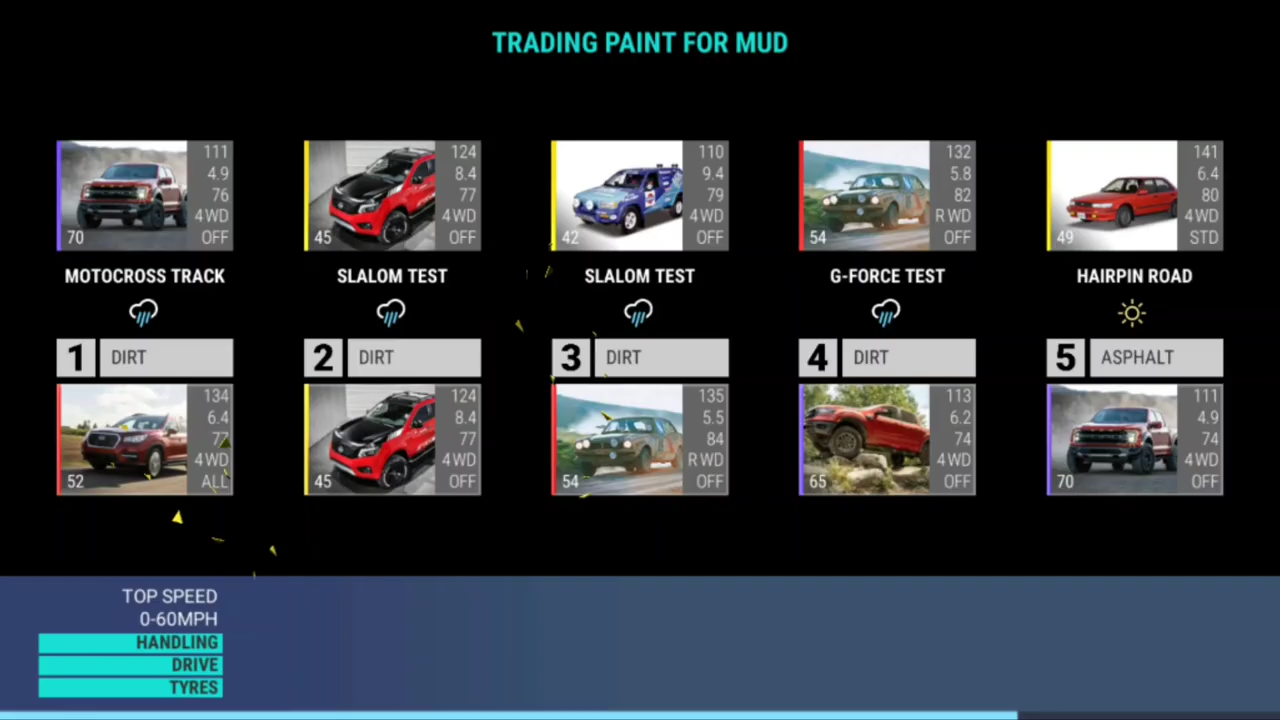 TRADING PAINT FOR MUD
111
4.9
76
4WD
OFF
70
124
8.4
77
4WD
OFF
45
110
9.4
79
4WD
OFF
42
132
5.8
82
RWD
OFF
54
141
6.4
80
4WD
STD
49
MOTOCROSS TRACK
SLALOM TEST
SLALOM TEST
G-FORCE TEST
HAIRPIN ROAD
1 DIRT
2 DIRT
3 DIRT
4 DIRT
5 ASPHALT
134
6.4
77
4WD
ALL
52
124
8.4
77
4WD
OFF
45
135
5.5
84
RWD
OFF
54
113
6.2
74
4WD
OFF
65
111
4.9
74
4WD
OFF
70
TOP SPEED
0-60MPH
HANDLING
DRIVE
TYRES